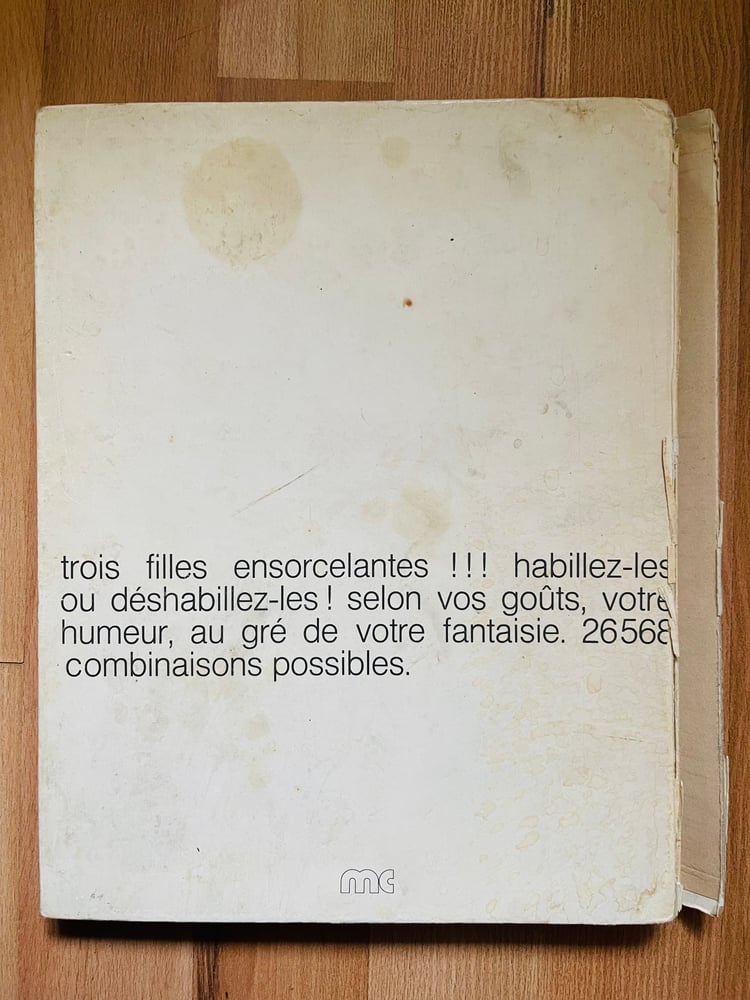 trois filles ensorcelantes !!! habillez-les
ou déshabillez-les! selon vos goûts, votre
humeur, au gré de votre fantaisie. 26568
combinaisons possibles.
mc